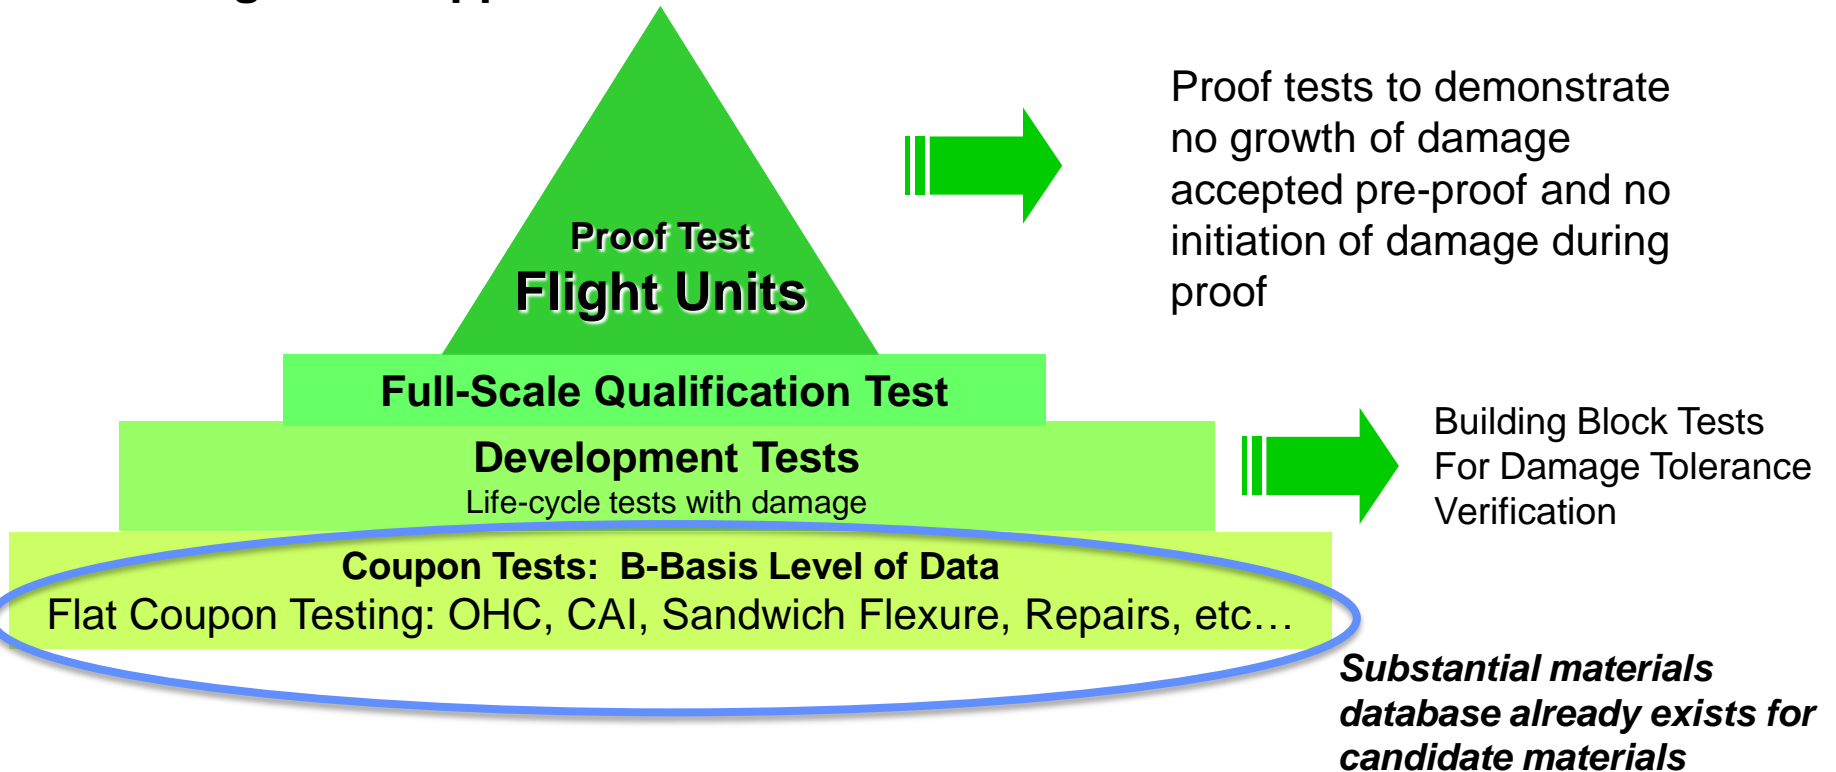 Proof tests to demonstrate
no growth of damage
accepted pre-proof and no
initiation of damage during
proof
Proof Test
Flight Units
Full-Scale Qualification Test
Development Tests
Life-cycle tests with damage
Building Block Tests
For Damage Tolerance
Verification
Coupon Tests: B-Basis Level of Data
Flat Coupon Testing: OHC, CAI, Sandwich Flexure, Repairs, etc…
Substantial materials
database already exists for
candidate materials